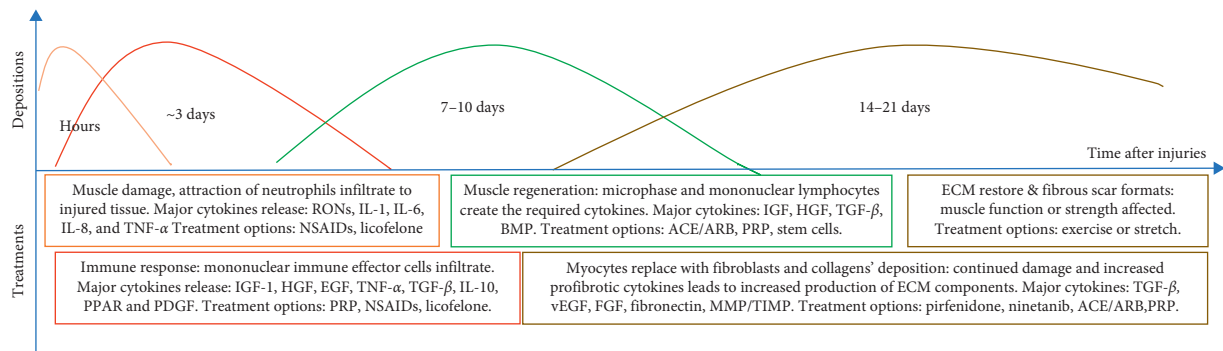 Depositions
Hours
~3 days
7–10 days
14–21 days
Time after injuries
Treatments
Muscle damage, attraction of neutrophils infiltrate to
injured tissue. Major cytokines release: RONs, IL-1, IL-6,
IL-8, and TNF-α Treatment options: NSAIDs, licofelone
Muscle regeneration: microphase and mononuclear lymphocytes
create the required cytokines. Major cytokines: IGF, HGF, TGF-β,
BMP. Treatment options: ACE/ARB, PRP, stem cells.
ECM restore & fibrous scar formats:
muscle function or strength affected.
Treatment options: exercise or stretch.
Immune response: mononuclear immune effector cells infiltrate.
Major cytokines release: IGF-1, HGF, EGF, TNF-α, TGF-β, IL-10,
PPAR and PDGF. Treatment options: PRP, NSAIDs, licofelone.
Myocytes replace with fibroblasts and collagens’ deposition: continued damage and increased
profibrotic cytokines leads to increased production of ECM components. Major cytokines: TGF-β,
vEGF, FGF, fibronectin, MMP/TIMP. Treatment options: pirfenidone, ninetanib, ACE/ARB,PRP.